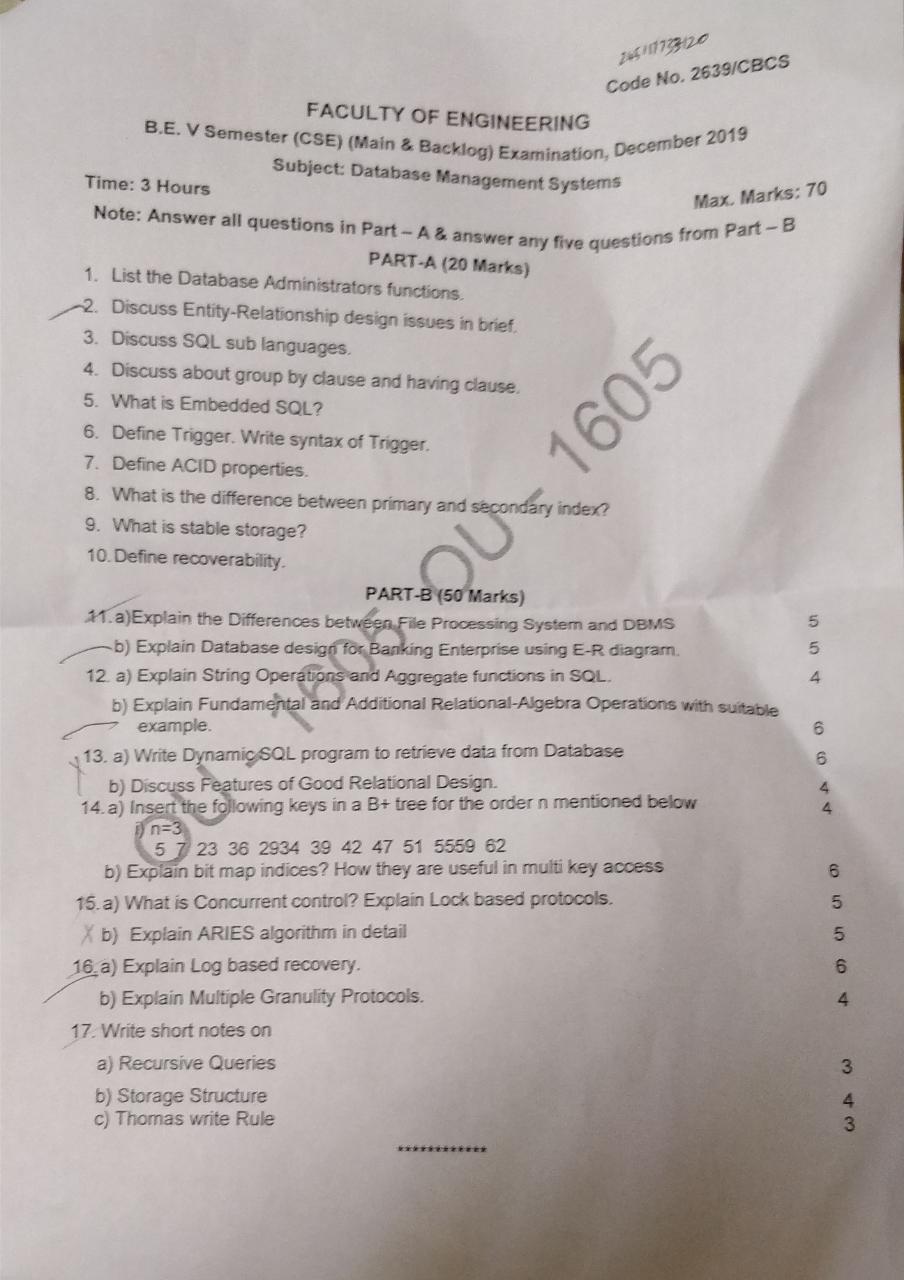 Code No. 2639/CBCS
FACULTY OF ENGINEERING
B.E. V Semester (CSE) (Main & Backlog) Examination, December 2019
Subject: Database Management Systems
Time: 3 Hours
Max. Marks: 70
Note: Answer all questions in Part – A & answer any five questions from Part – B
PART-A (20 Marks)
1. List the Database Administrators functions.
2. Discuss Entity-Relationship design issues in brief.
3. Discuss SQL sub languages.
4. Discuss about group by clause and having clause.
5. What is Embedded SQL?
6. Define Trigger. Write syntax of Trigger.
7. Define ACID properties.
8. What is the difference between primary and secondary index?
9. What is stable storage?
10. Define recoverability.
PART-B (50 Marks)
11. a)Explain the Differences between File Processing System and DBMS 5
b) Explain Database design for Banking Enterprise using E-R diagram. 5
12. a) Explain String Operations and Aggregate functions in SQL. 4
b) Explain Fundamental and Additional Relational-Algebra Operations with suitable
example. 6
13. a) Write Dynamic SQL program to retrieve data from Database 6
b) Discuss Features of Good Relational Design. 4
14. a) Insert the following keys in a B+ tree for the order n mentioned below 4
i) n=3
5 7 23 36 2934 39 42 47 51 5559 62
b) Explain bit map indices? How they are useful in multi key access 6
15. a) What is Concurrent control? Explain Lock based protocols. 5
b) Explain ARIES algorithm in detail 5
16. a) Explain Log based recovery. 6
b) Explain Multiple Granulity Protocols. 4
17. Write short notes on
a) Recursive Queries 3
b) Storage Structure 4
c) Thomas write Rule 3
************
OU - 1605 OU - 1605